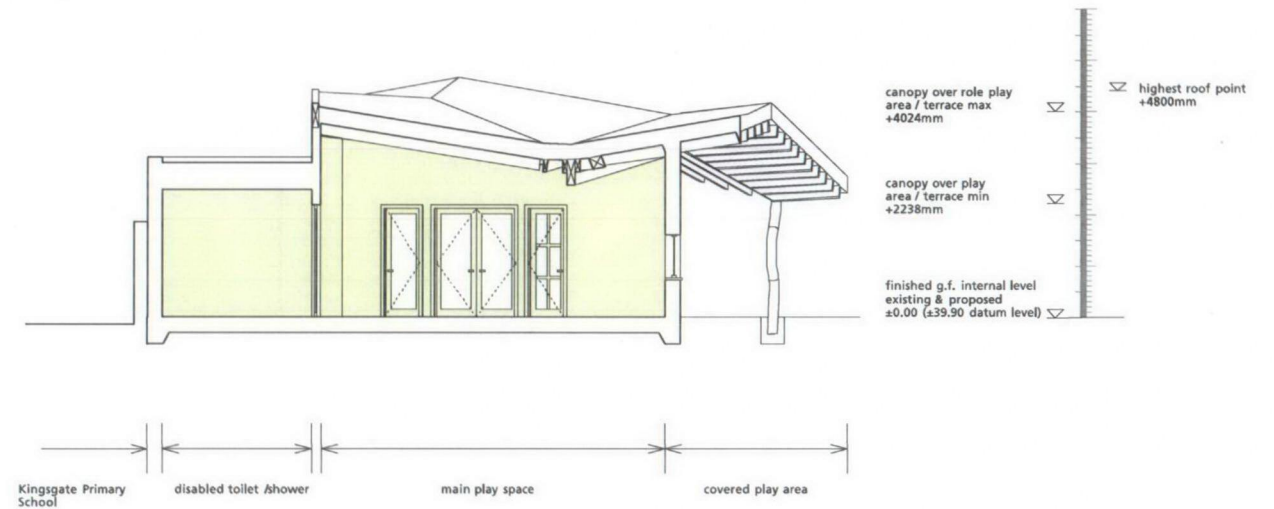 canopy over role play
area / terrace max
+4024mm
highest roof point
+4800mm
canopy over play
area / terrace min
+2238mm
finished g.f. internal level
existing & proposed
±0.00 (±39.90 datum level)
Kingsgate Primary
School
disabled toilet /shower
main play space
covered play area